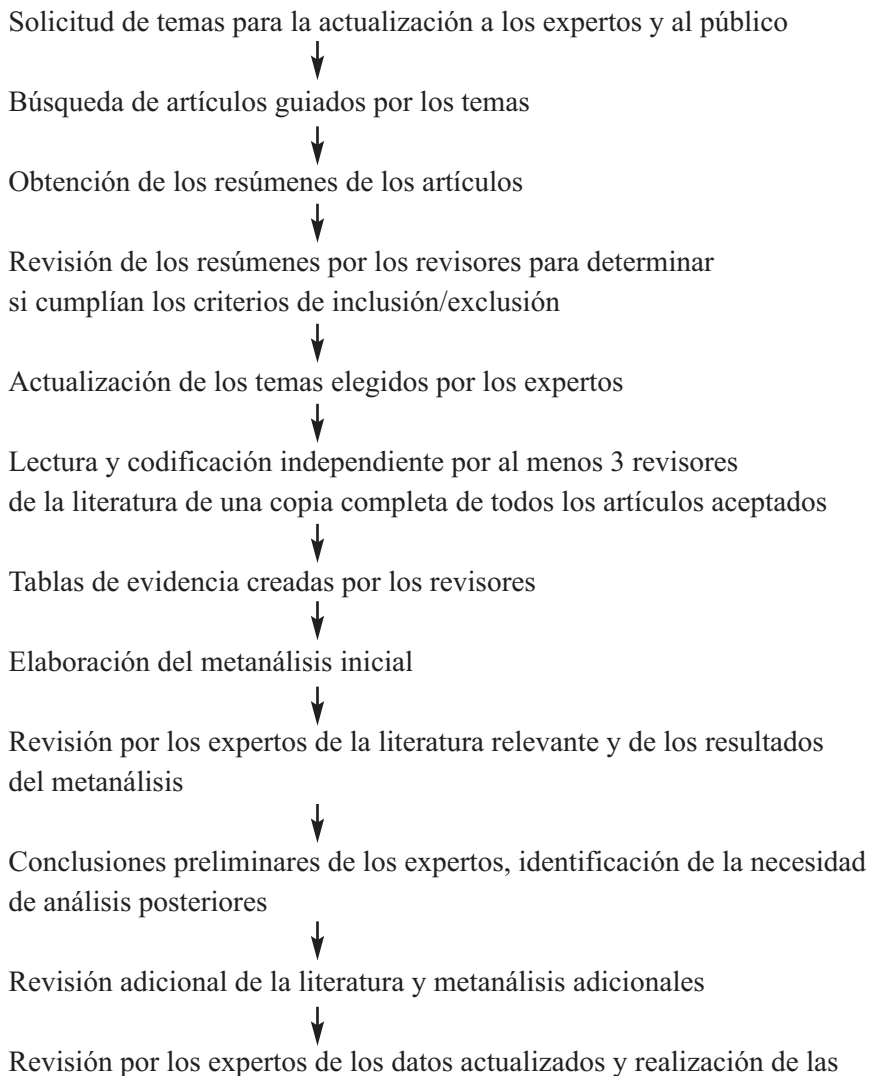 Solicitud de temas para la actualización a los expertos y al público
Búsqueda de artículos guiados por los temas
Obtención de los resúmenes de los artículos
Revisión de los resúmenes por los revisores para determinar
si cumplían los criterios de inclusión/exclusión
Actualización de los temas elegidos por los expertos
Lectura y codificación independiente por al menos 3 revisores
de la literatura de una copia completa de todos los artículos aceptados
Tablas de evidencia creadas por los revisores
Elaboración del metanálisis inicial
Revisión por los expertos de la literatura relevante y de los resultados
del metanálisis
Conclusiones preliminares de los expertos, identificación de la necesidad
de análisis posteriores
Revisión adicional de la literatura y metanálisis adicionales
Revisión por los expertos de los datos actualizados y realización de las